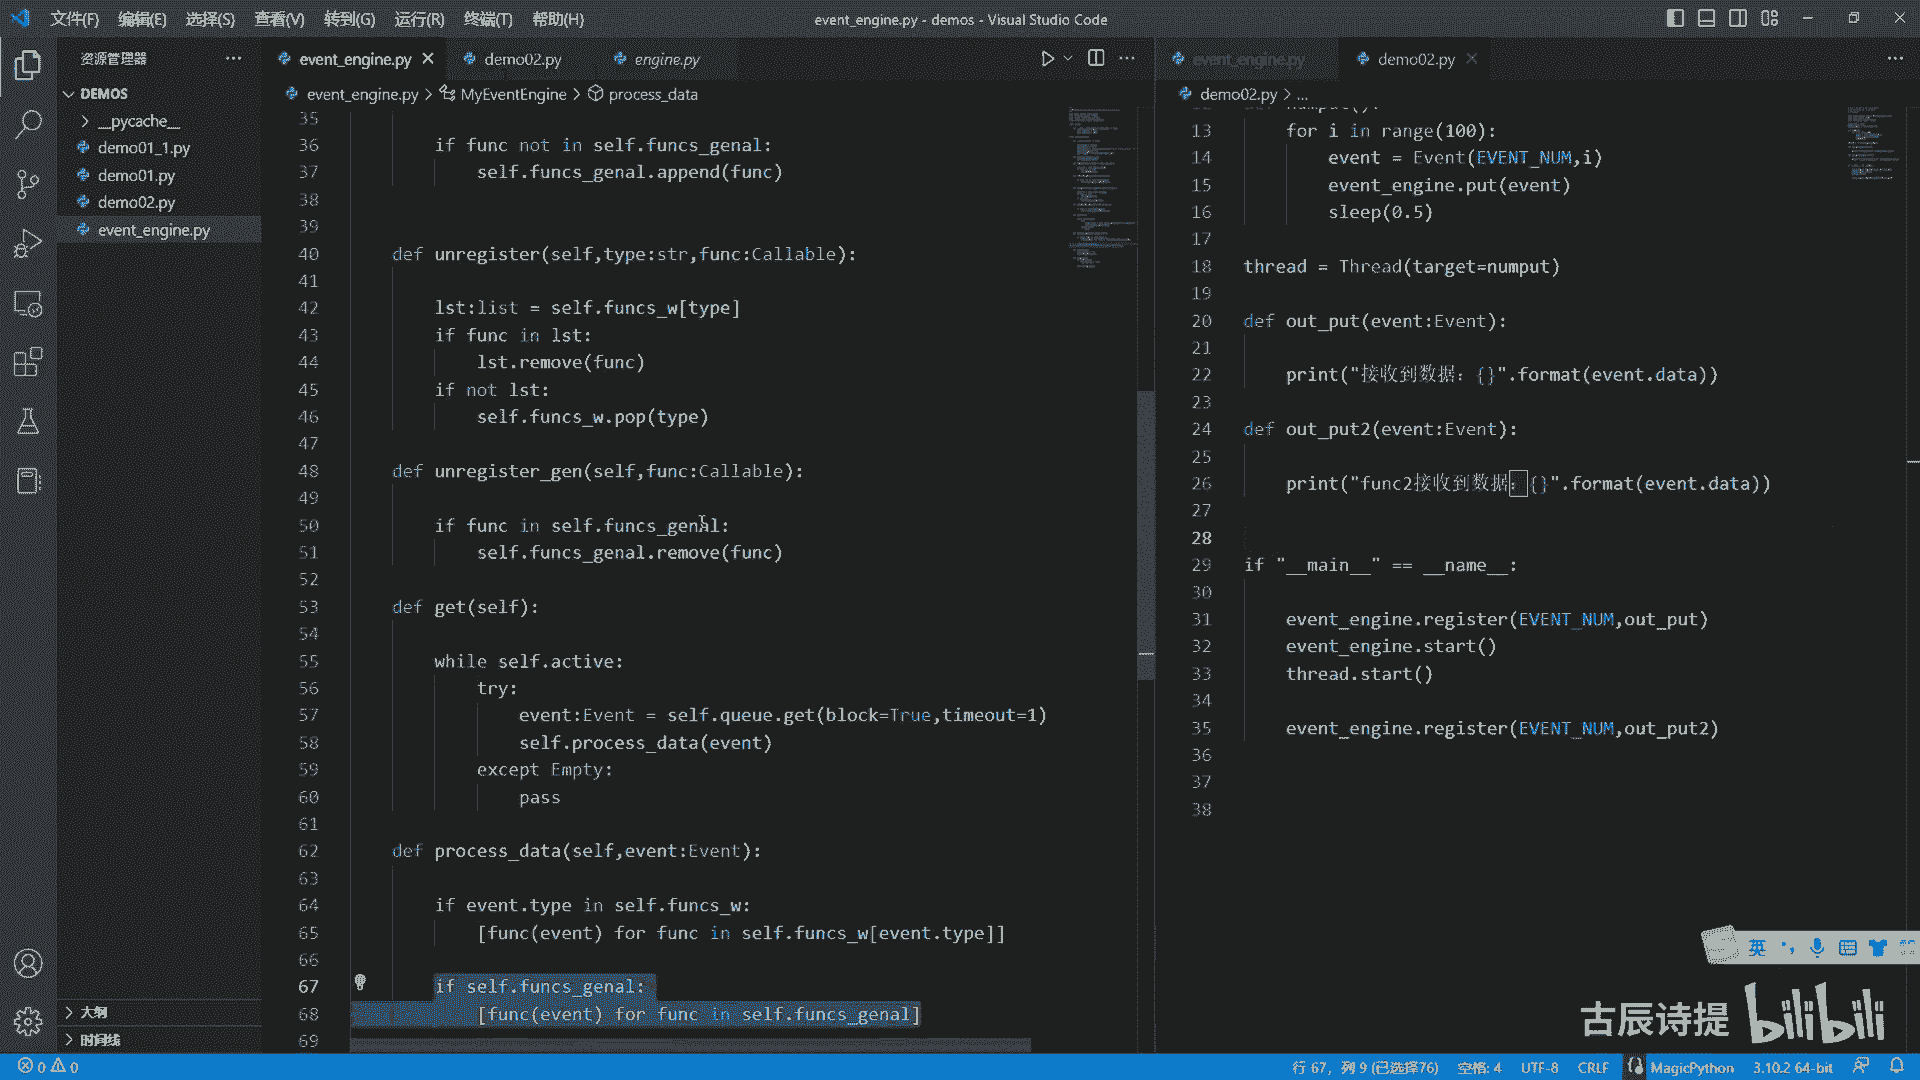 文件(F) 编辑(E) 选择(S) 查看(V) 转到(G) 运行(R) 终端(T) 帮助(H)
event_engine.py - demos - Visual Studio Code
资源管理器
DEMOS
__pycache__
demo01_1.py
demo01.py
demo02.py
event_engine.py
大纲
时间线
event_engine.py demo02.py engine.py
event_engine.py > MyEventEngine > process_data
35
36 if func not in self.funcs_genal:
37 self.funcs_genal.append(func)
38
39
40 def unregister(self,type:str,func:Callable):
41
42 lst:list = self.funcs_w[type]
43 if func in lst:
44 lst.remove(func)
45 if not lst:
46 self.funcs_w.pop(type)
47
48 def unregister_gen(self,func:Callable):
49
50 if func in self.funcs_genal:
51 self.funcs_genal.remove(func)
52
53 def get(self):
54
55 while self.active:
56 try:
57 event:Event = self.queue.get(block=True,timeout=1)
58 self.process_data(event)
59 except Empty:
60 pass
61
62 def process_data(self,event:Event):
63
64 if event.type in self.funcs_w:
65 [func(event) for func in self.funcs_w[event.type]]
66
67 if self.funcs_genal:
68 [func(event) for func in self.funcs_genal]
69
event_engine.py demo02.py
demo02.py > ...
13 for i in range(100):
14 event = Event(EVENT_NUM,i)
15 event_engine.put(event)
16 sleep(0.5)
17
18 thread = Thread(target=numput)
19
20 def out_put(event:Event):
21
22 print("接收到数据：{}".format(event.data))
23
24 def out_put2(event:Event):
25
26 print("func2接收到数据：{}".format(event.data))
27
28
29 if "__main__" == __name__:
30
31 event_engine.register(EVENT_NUM,out_put)
32 event_engine.start()
33 thread.start()
34
35 event_engine.register(EVENT_NUM,out_put2)
36
37
38
英
古辰诗提 bilibili
0 0
行 67，列 9 (已选择76) 空格: 4 UTF-8 CRLF MagicPython 3.10.2 64-bit